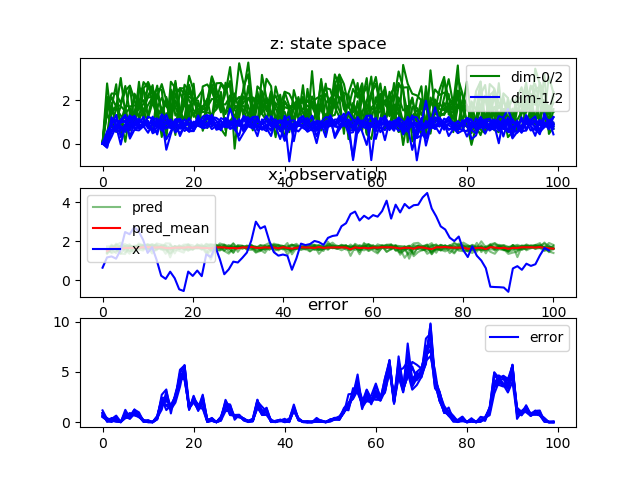 z: state space
dim-0/2
dim-1/2
2
0
0 20 40 60 80 100
x: observation
pred
pred_mean
x
4
2
0
0 20 40 60 80 100
error
error
10
5
0
0 20 40 60 80 100